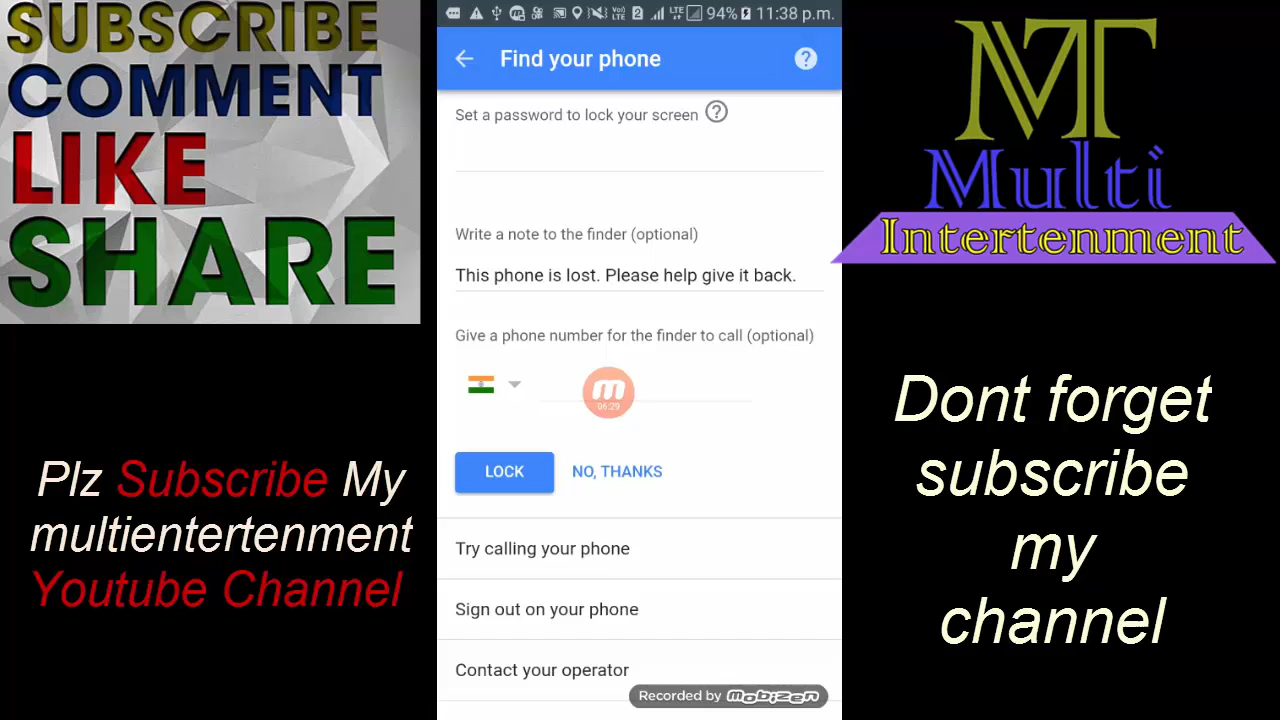 SUBSCRIBE
COMMENT
LIKE
SHARE
Plz Subscribe My
multientertenment
Youtube Channel
94% 11:38 p.m.
Find your phone
Set a password to lock your screen
Write a note to the finder (optional)
This phone is lost. Please help give it back.
Give a phone number for the finder to call (optional)
06:29
LOCK NO, THANKS
Try calling your phone
Sign out on your phone
Contact your operator
Recorded by mobizen
MT
Multi
Intertenment
Dont forget
subscribe
my
channel